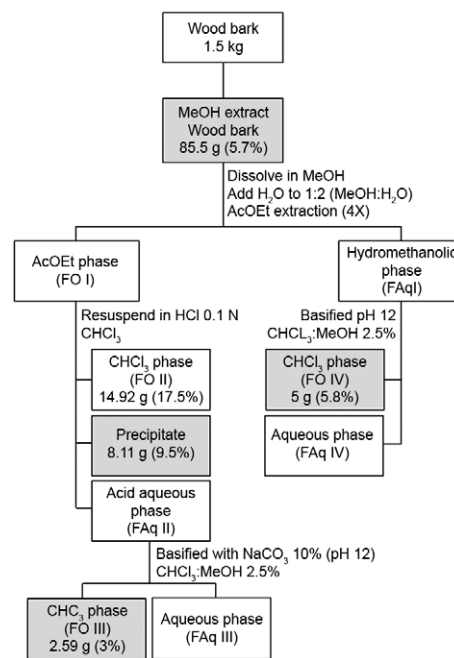 Wood bark
1.5 kg
MeOH extract
Wood bark
85.5 g (5.7%)
Dissolve in MeOH
Add H₂O to 1:2 (MeOH:H₂O)
AcOEt extraction (4X)
AcOEt phase
(FO I)
Hydromethanolic
phase
(FAqI)
Resuspend in HCl 0.1 N
CHCl₃
Basified pH 12
CHCL₃:MeOH 2.5%
CHCl₃ phase
(FO II)
14.92 g (17.5%)
CHCl₃ phase
(FO IV)
5 g (5.8%)
Precipitate
8.11 g (9.5%)
Aqueous phase
(FAq IV)
Acid aqueous
phase
(FAq II)
Basified with NaCO₃ 10% (pH 12)
CHCl₃:MeOH 2.5%
CHC₃ phase
(FO III)
2.59 g (3%)
Aqueous phase
(FAq III)